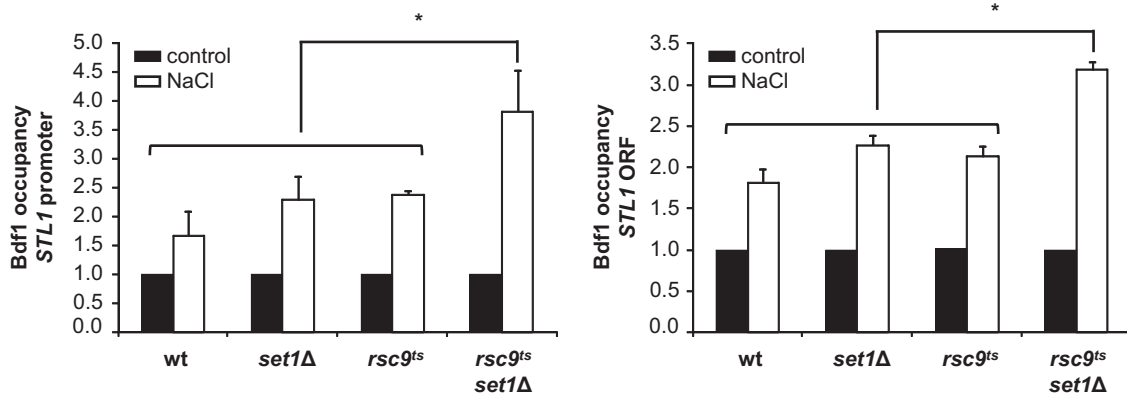 *
5.0
4.5
4.0
3.5
3.0
2.5
2.0
1.5
1.0
0.5
0.0
control
NaCl
Bdf1 occupancy
STL1 promoter
wt
set1Δ
rsc9ts
rsc9ts
set1Δ
*
3.5
3.0
2.5
2.0
1.5
1.0
0.5
0.0
control
NaCl
Bdf1 occupancy
STL1 ORF
wt
set1Δ
rsc9ts
rsc9ts
set1Δ